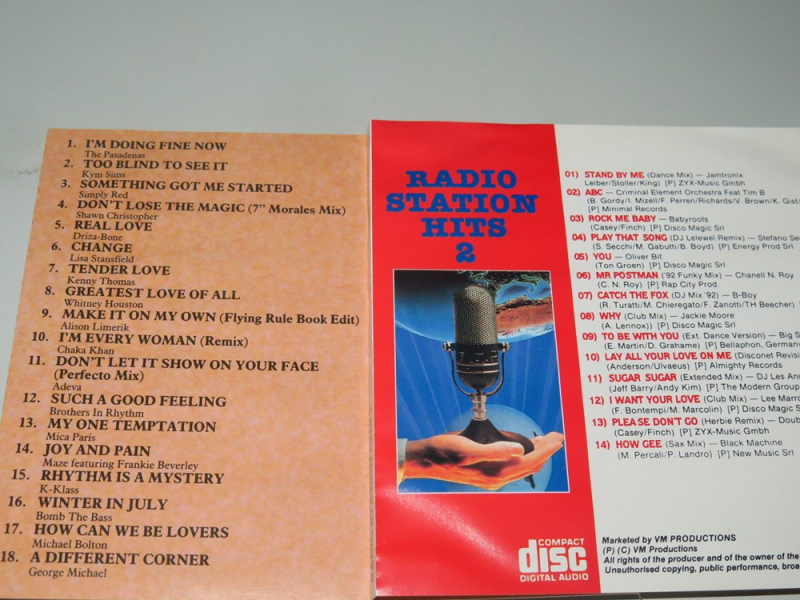 1. I'M DOING FINE NOW
The Pasadenas
2. TOO BLIND TO SEE IT
Kym Sims
3. SOMETHING GOT ME STARTED
Simply Red
4. DON'T LOSE THE MAGIC (7" Morales Mix)
Shawn Christopher
5. REAL LOVE
Driza-Bone
6. CHANGE
Lisa Stansfield
7. TENDER LOVE
Kenny Thomas
8. GREATEST LOVE OF ALL
Whitney Houston
9. MAKE IT ON MY OWN (Flying Rule Book Edit)
Alison Limerik
10. I'M EVERY WOMAN (Remix)
Chaka Khan
11. DON'T LET IT SHOW ON YOUR FACE
(Perfecto Mix)
Adeva
12. SUCH A GOOD FEELING
Brothers In Rhythm
13. MY ONE TEMPTATION
Mica Paris
14. JOY AND PAIN
Maze featuring Frankie Beverley
15. RHYTHM IS A MYSTERY
K-Klass
16. WINTER IN JULY
Bomb The Bass
17. HOW CAN WE BE LOVERS
Michael Bolton
18. A DIFFERENT CORNER
George Michael
RADIO
STATION
HITS
2
COMPACT
disc
DIGITAL AUDIO
01) STAND BY ME (Dance Mix) — Jamtronix
Leiber/Stoller/King) [P] ZYX-Music Gmbh
02) ABC — Criminal Element Orchestra Feat Tim B
(B. Gordy/I. Mizell/F. Perren/Richards/V. Brown/K. Gist/
[P] Minimal Records
03) ROCK ME BABY — Babyroots
(Casey/Finch) [P] Disco Magic Srl
04) PLAY THAT SONG (DJ Lelewel Remix) — Stefano Se
(S. Secchi/M. Gabutti/B. Boyd) [P] Energy Prod Srl
05) YOU — Oliver Bit
(Ton Groen) [P] Disco Magic Srl
06) MR POSTMAN ('92 Funky Mix) — Chanell N. Roy
(C. N. Roy) [P] Rap City Prod.
07) CATCH THE FOX (DJ Mix '92) — B-Boy
(R. Turatti/M. Chieregato/F. Zanotti/TH Beecher)
08) WHY (Club Mix) — Jackie Moore
(A. Lennox)) [P] Disco Magic Srl
09) TO BE WITH YOU (Ext. Dance Version) — Big S
(E. Martin/D. Grahame) [P] Bellaphon, Germany
10) LAY ALL YOUR LOVE ON ME (Disconet Revisi
(Anderson/Ulvaeus) [P] Almighty Records
11) SUGAR SUGAR (Extended Mix) — DJ Les An
(Jeff Barry/Andy Kim) [P] The Modern Group
12) I WANT YOUR LOVE (Club Mix) — Lee Marro
(F. Bontempi/M. Marcolin) [P] Disco Magic S
13) PLEASE DON'T GO (Herbie Remix) — Doub
(Casey/Finch) [P] ZYX-Music Gmbh
14) HOW GEE (Sax Mix) — Black Machine
(M. Percali/P. Landro) [P] New Music Srl
Marketed by VM PRODUCTIONS
(P) (C) VM Productions
All rights of the producer and of the owner of the
Unauthorised copying, public performance, broa